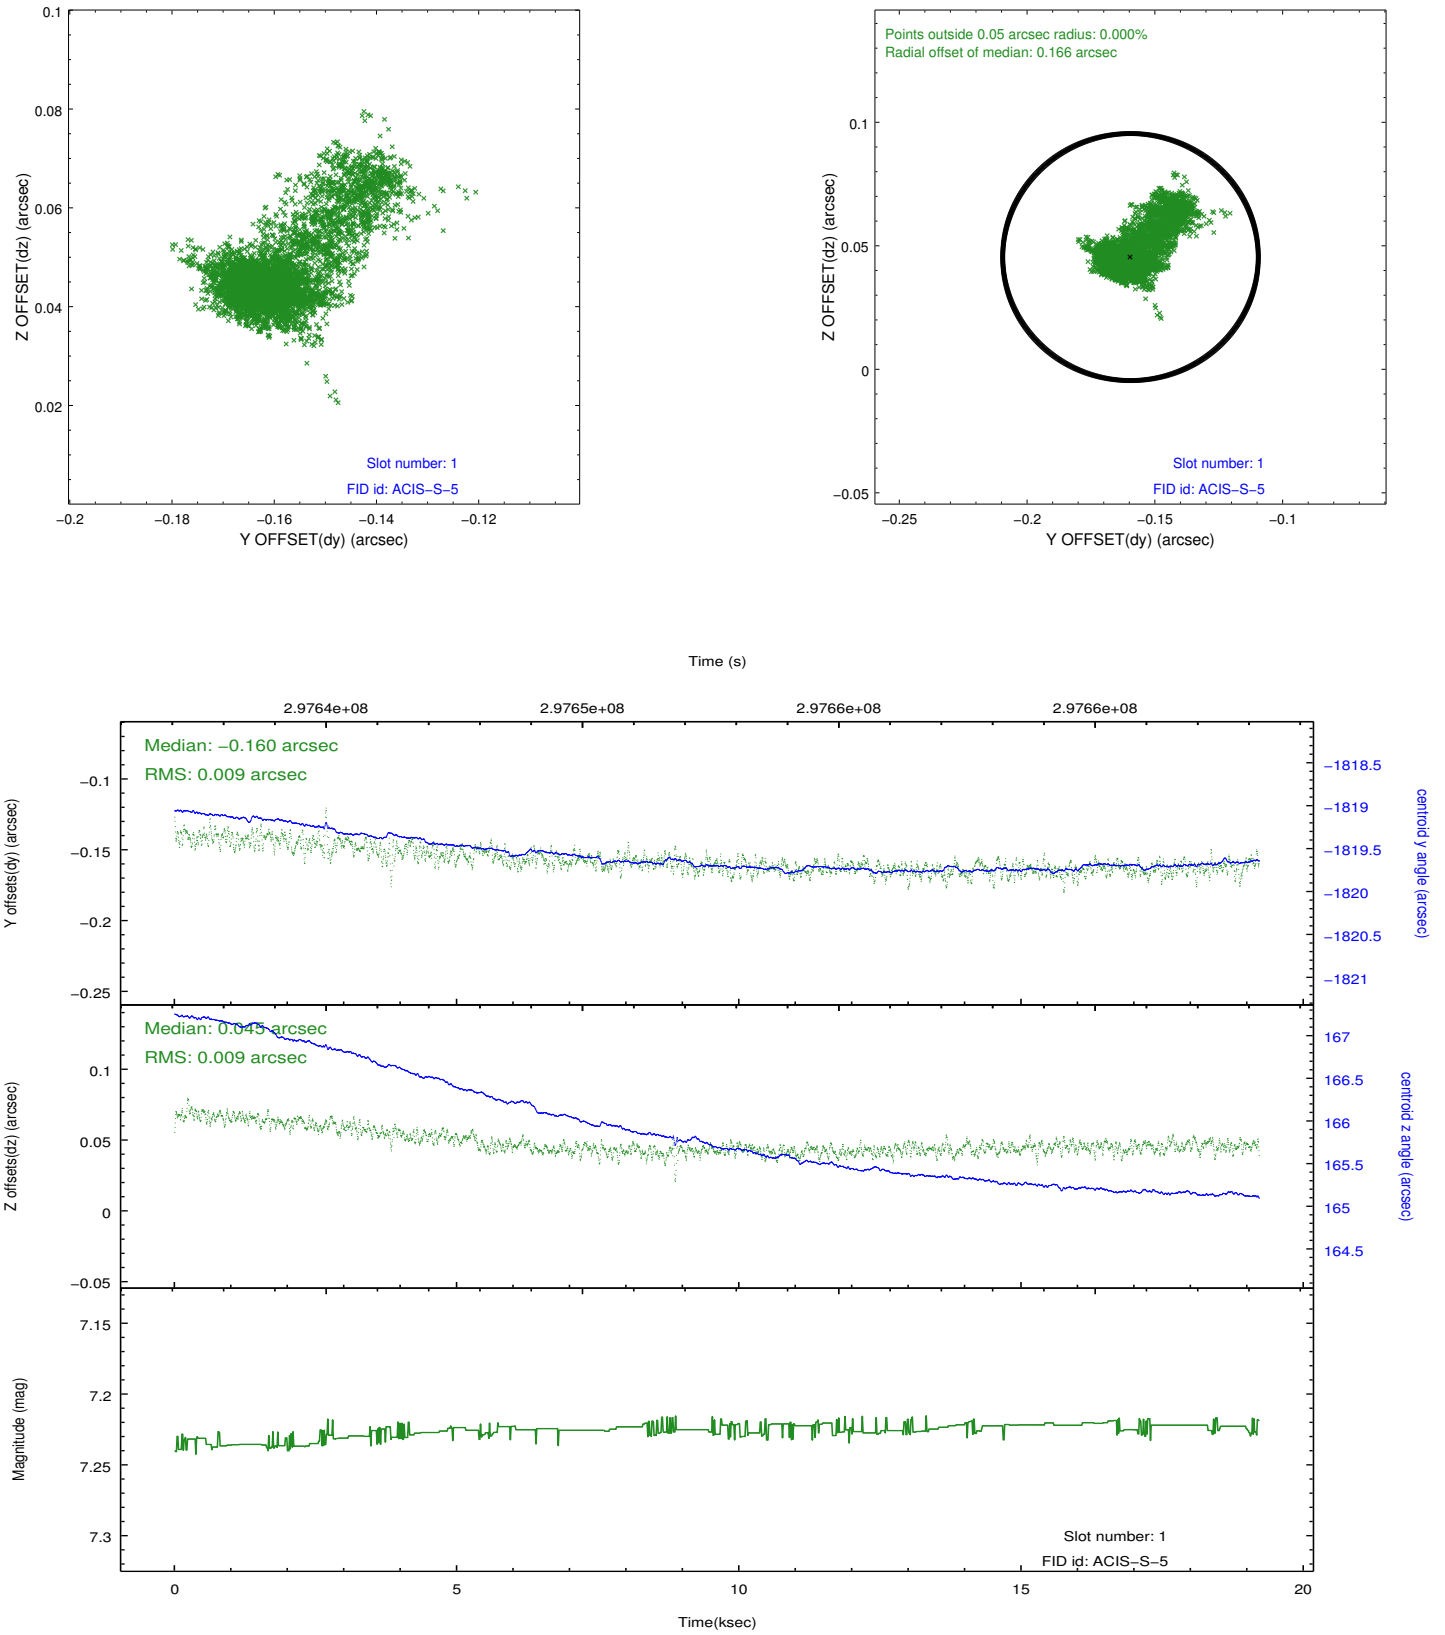 0.1
0.08
0.06
0.04
0.02
Z OFFSET(dz) (arcsec)
Slot number: 1
FID id: ACIS−S−5
−0.2
−0.18
−0.16
−0.14
−0.12
Y OFFSET(dy) (arcsec)
Points outside 0.05 arcsec radius: 0.000%
Radial offset of median: 0.166 arcsec
0.1
0.05
0
−0.05
Z OFFSET(dz) (arcsec)
Slot number: 1
FID id: ACIS−S−5
−0.25
−0.2
−0.15
−0.1
Y OFFSET(dy) (arcsec)
Time (s)
2.9764e+08
2.9765e+08
2.9766e+08
2.9766e+08
Median: −0.160 arcsec
RMS: 0.009 arcsec
−0.1
−0.15
−0.2
−0.25
Y offsets(dy) (arcsec)
−1818.5
−1819
−1819.5
−1820
−1820.5
−1821
centroid y angle (arcsec)
Median: 0.045 arcsec
RMS: 0.009 arcsec
0.1
0.05
0
−0.05
Z offsets(dz) (arcsec)
167
166.5
166
165.5
165
164.5
centroid z angle (arcsec)
7.15
7.2
7.25
7.3
Magnitude (mag)
Slot number: 1
FID id: ACIS−S−5
0
5
10
15
20
Time(ksec)